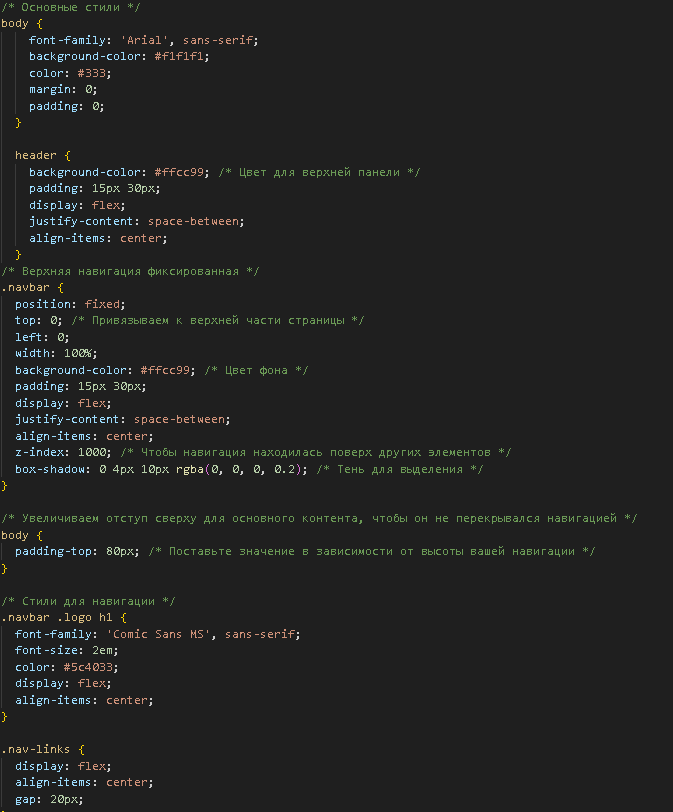 /* Основные стили */
body {
    font-family: 'Arial', sans-serif;
    background-color: #f1f1f1;
    color: #333;
    margin: 0;
    padding: 0;
  }

  header {
    background-color: #ffcc99; /* Цвет для верхней панели */
    padding: 15px 30px;
    display: flex;
    justify-content: space-between;
    align-items: center;
  }
/* Верхняя навигация фиксированная */
.navbar {
  position: fixed;
  top: 0; /* Привязываем к верхней части страницы */
  left: 0;
  width: 100%;
  background-color: #ffcc99; /* Цвет фона */
  padding: 15px 30px;
  display: flex;
  justify-content: space-between;
  align-items: center;
  z-index: 1000; /* Чтобы навигация находилась поверх других элементов */
  box-shadow: 0 4px 10px rgba(0, 0, 0, 0.2); /* Тень для выделения */
}

/* Увеличиваем отступ сверху для основного контента, чтобы он не перекрывался навигацией */
body {
  padding-top: 80px; /* Поставьте значение в зависимости от высоты вашей навигации */
}

/* Стили для навигации */
.navbar .logo h1 {
  font-family: 'Comic Sans MS', sans-serif;
  font-size: 2em;
  color: #5c4033;
  display: flex;
  align-items: center;
}

.nav-links {
  display: flex;
  align-items: center;
  gap: 20px;